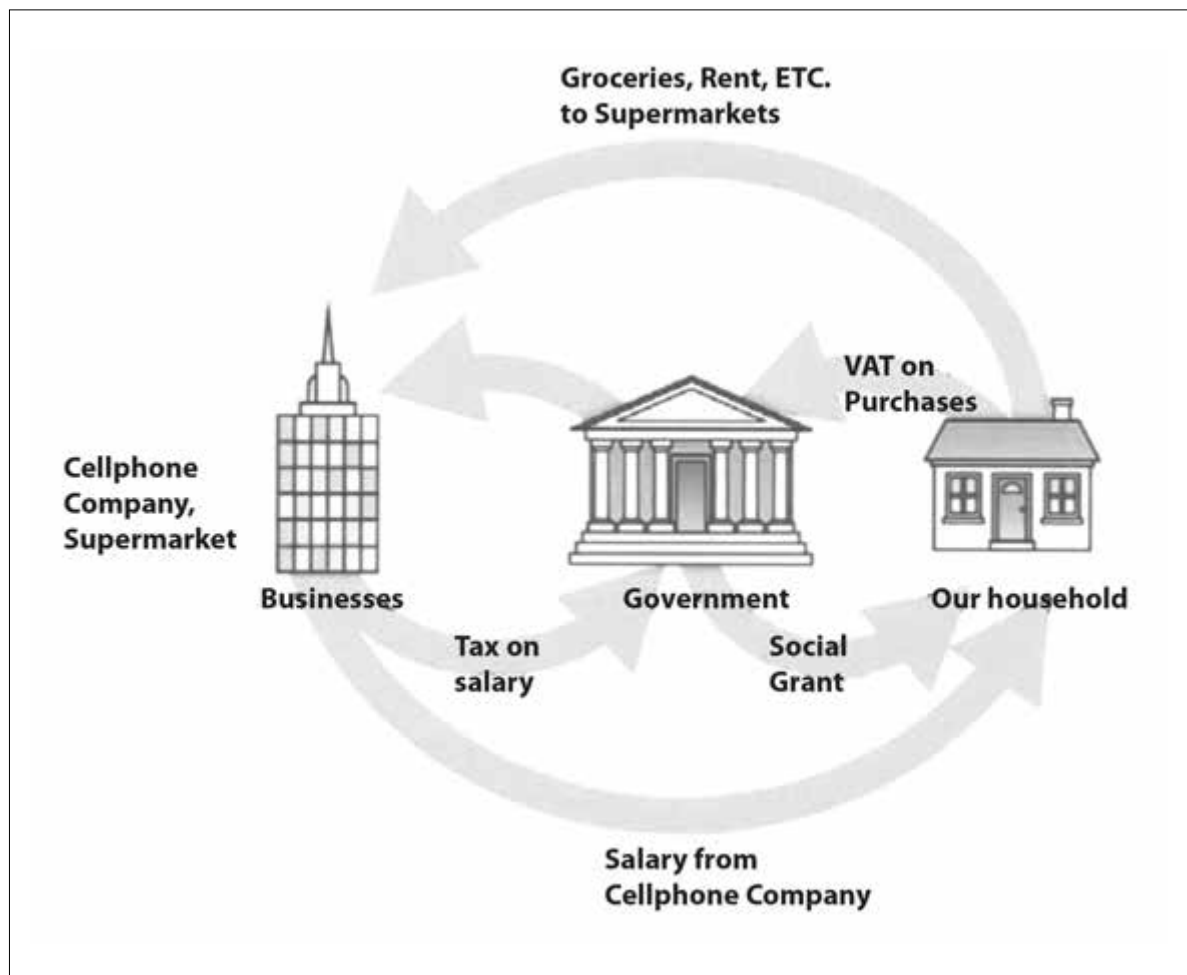 Groceries, Rent, ETC.
to Supermarkets
VAT on
Purchases
Cellphone
Company,
Supermarket
Businesses
Government
Our household
Tax on
salary
Social
Grant
Salary from
Cellphone Company